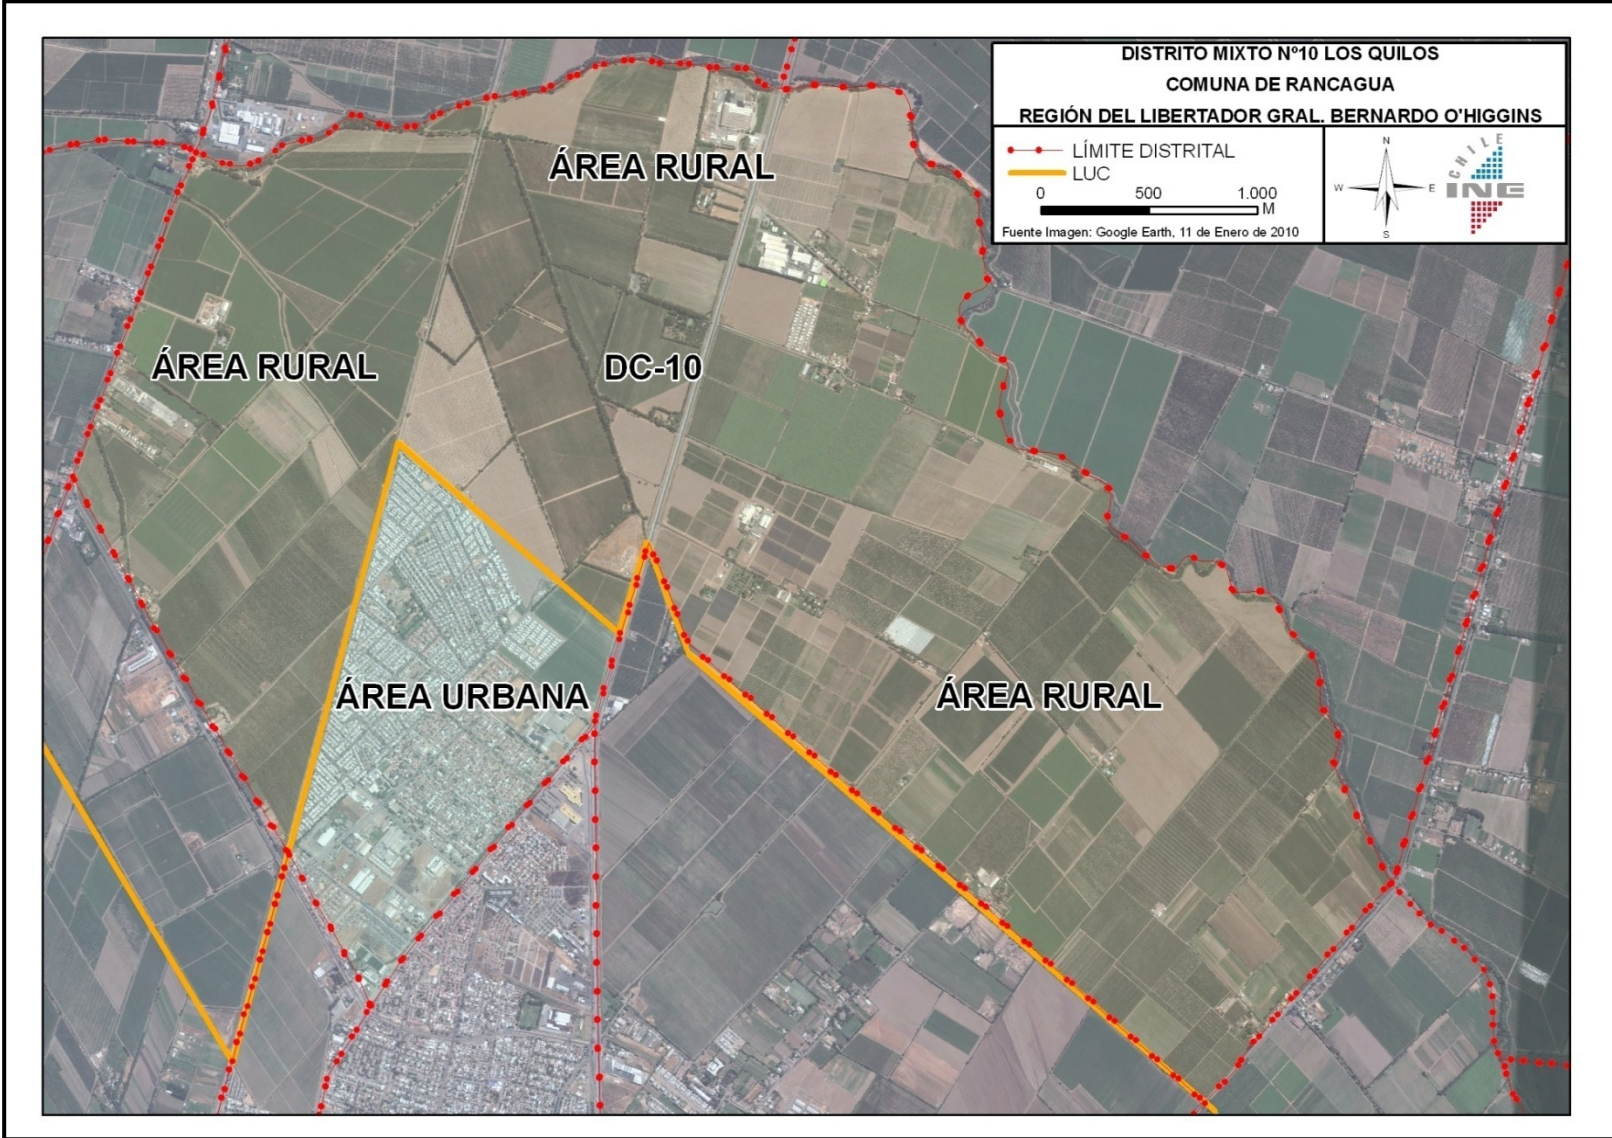 DISTRITO MIXTO Nº10 LOS QUILOS
COMUNA DE RANCAGUA
REGIÓN DEL LIBERTADOR GRAL. BERNARDO O'HIGGINS
LÍMITE DISTRITAL
LUC
0 500 1.000
M
Fuente Imagen: Google Earth, 11 de Enero de 2010
N
W E
S
CHILE
INE
ÁREA RURAL
ÁREA RURAL
DC-10
ÁREA URBANA
ÁREA RURAL